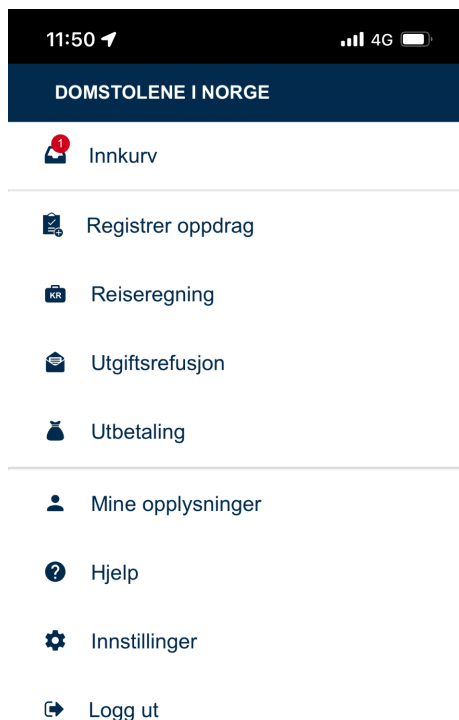 11:50
4G
DOMSTOLENE I NORGE
1
Innkurv
Registrer oppdrag
KR
Reiseregning
Utgiftsrefusjon
Utbetaling
Mine opplysninger
?
Hjelp
Innstillinger
Logg ut